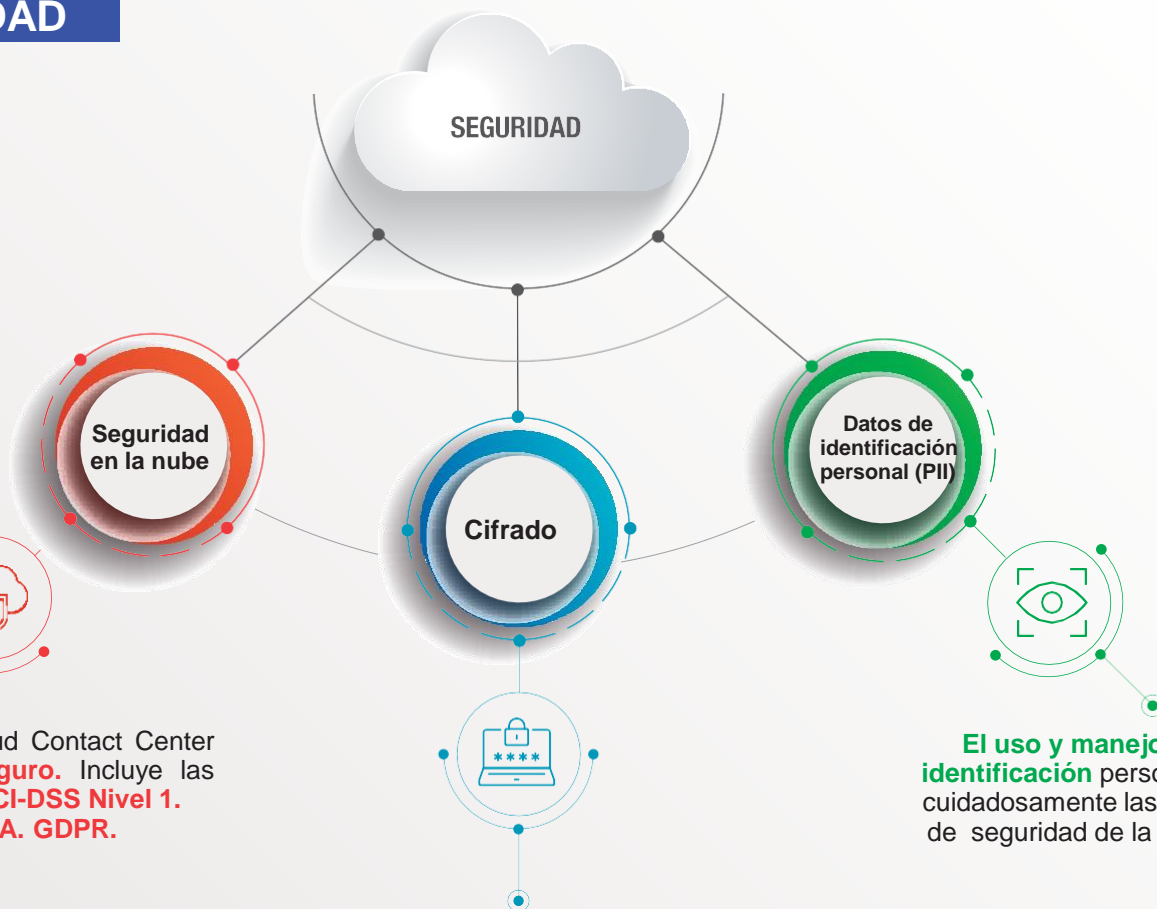 DAD
SEGURIDAD
Seguridad
en la nube
Cifrado
Datos de
identificación
personal (PII)
****
ud Contact Center
guro. Incluye las
CI-DSS Nivel 1.
A. GDPR.
El uso y manejo
identificación perso
cuidadosamente las
de seguridad de la